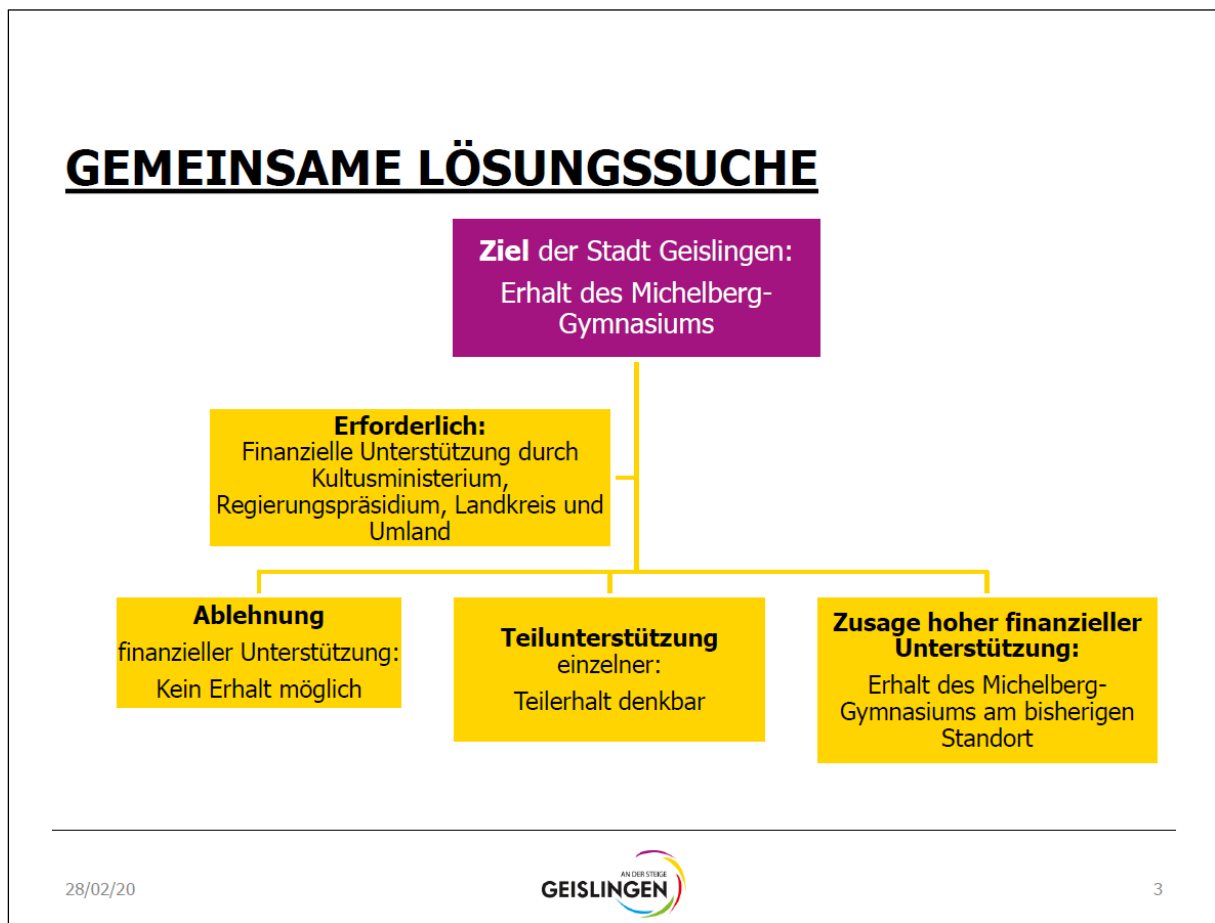 GEMEINSAME LÖSUNGSSUCHE
Ziel der Stadt Geislingen:
Erhalt des Michelberg-
Gymnasiums
Erforderlich:
Finanzielle Unterstützung durch
Kultusministerium,
Regierungspräsidium, Landkreis und
Umland
Ablehnung
finanzieller Unterstützung:
Kein Erhalt möglich
Teilunterstützung
einzelner:
Teilerhalt denkbar
Zusage hoher finanzieller
Unterstützung:
Erhalt des Michelberg-
Gymnasiums am bisherigen
Standort
28/02/20
AN DER STEIGE
GEISLINGEN
3